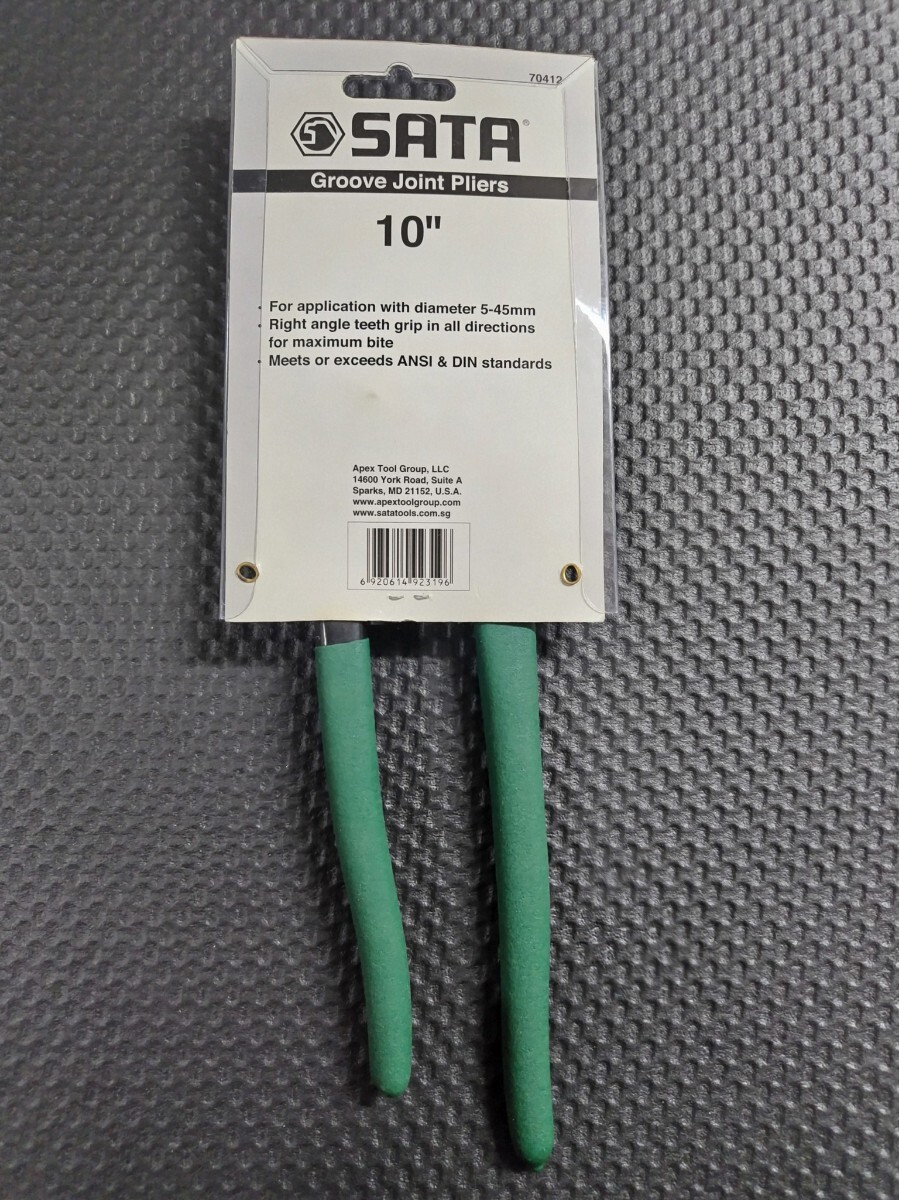 70412
SATA®
Groove Joint Pliers
10"
· For application with diameter 5-45mm
· Right angle teeth grip in all directions
for maximum bite
· Meets or exceeds ANSI & DIN standards
Apex Tool Group, LLC
14600 York Road, Suite A
Sparks, MD 21152, U.S.A.
www.apextoolgroup.com
www.satatools.com.sg
6 920614 923196